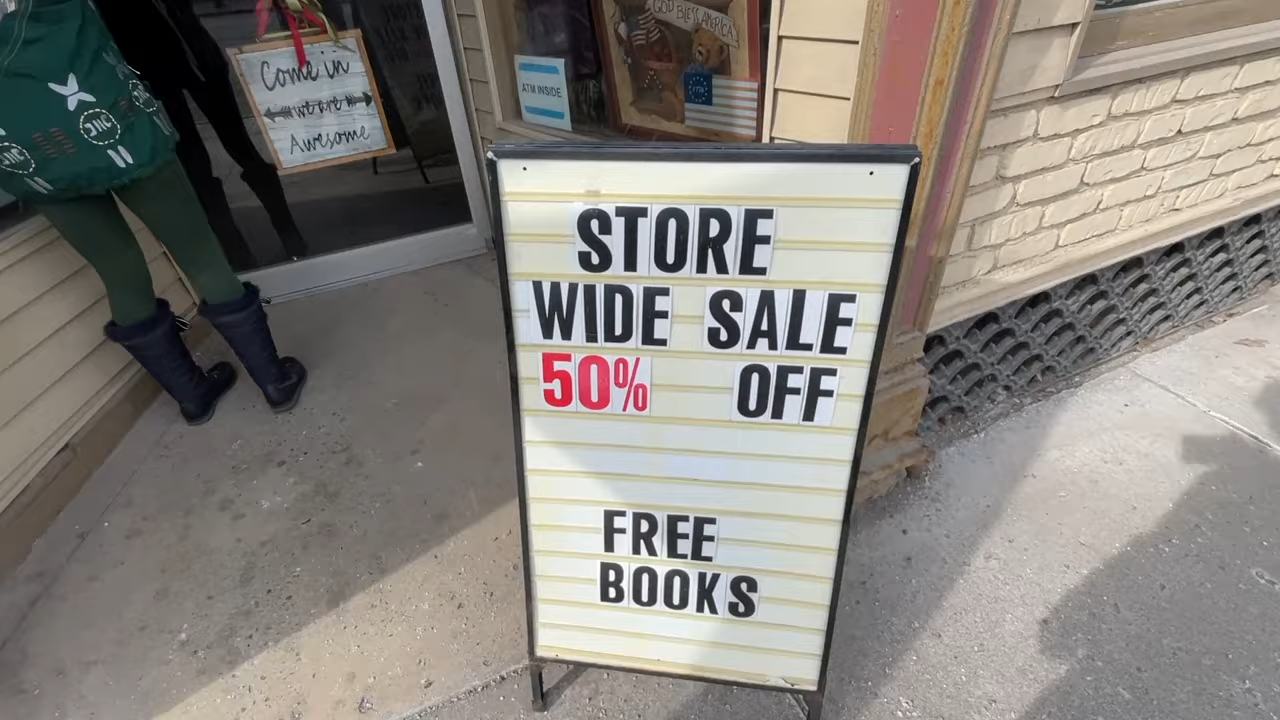 Come in
we are
Awesome
ATM INSIDE
GOD BLESS AMERICA
STORE
WIDE SALE
50% OFF
FREE
BOOKS